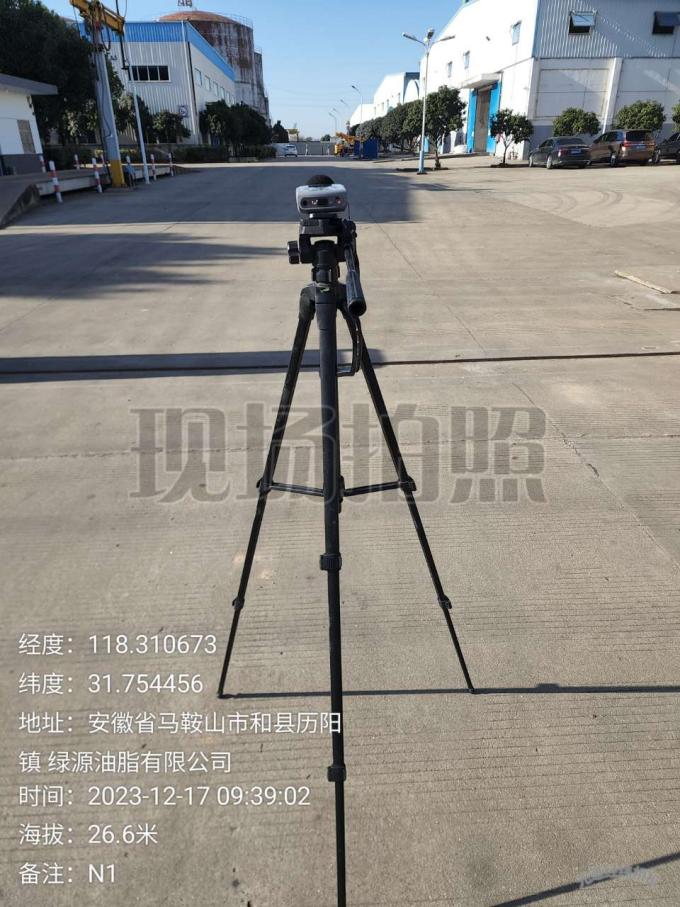 现场拍照
经度：118.310673
纬度：31.754456
地址：安徽省马鞍山市和县历阳
镇 绿源油脂有限公司
时间：2023-12-17 09:39:02
海拔：26.6米
备注：N1